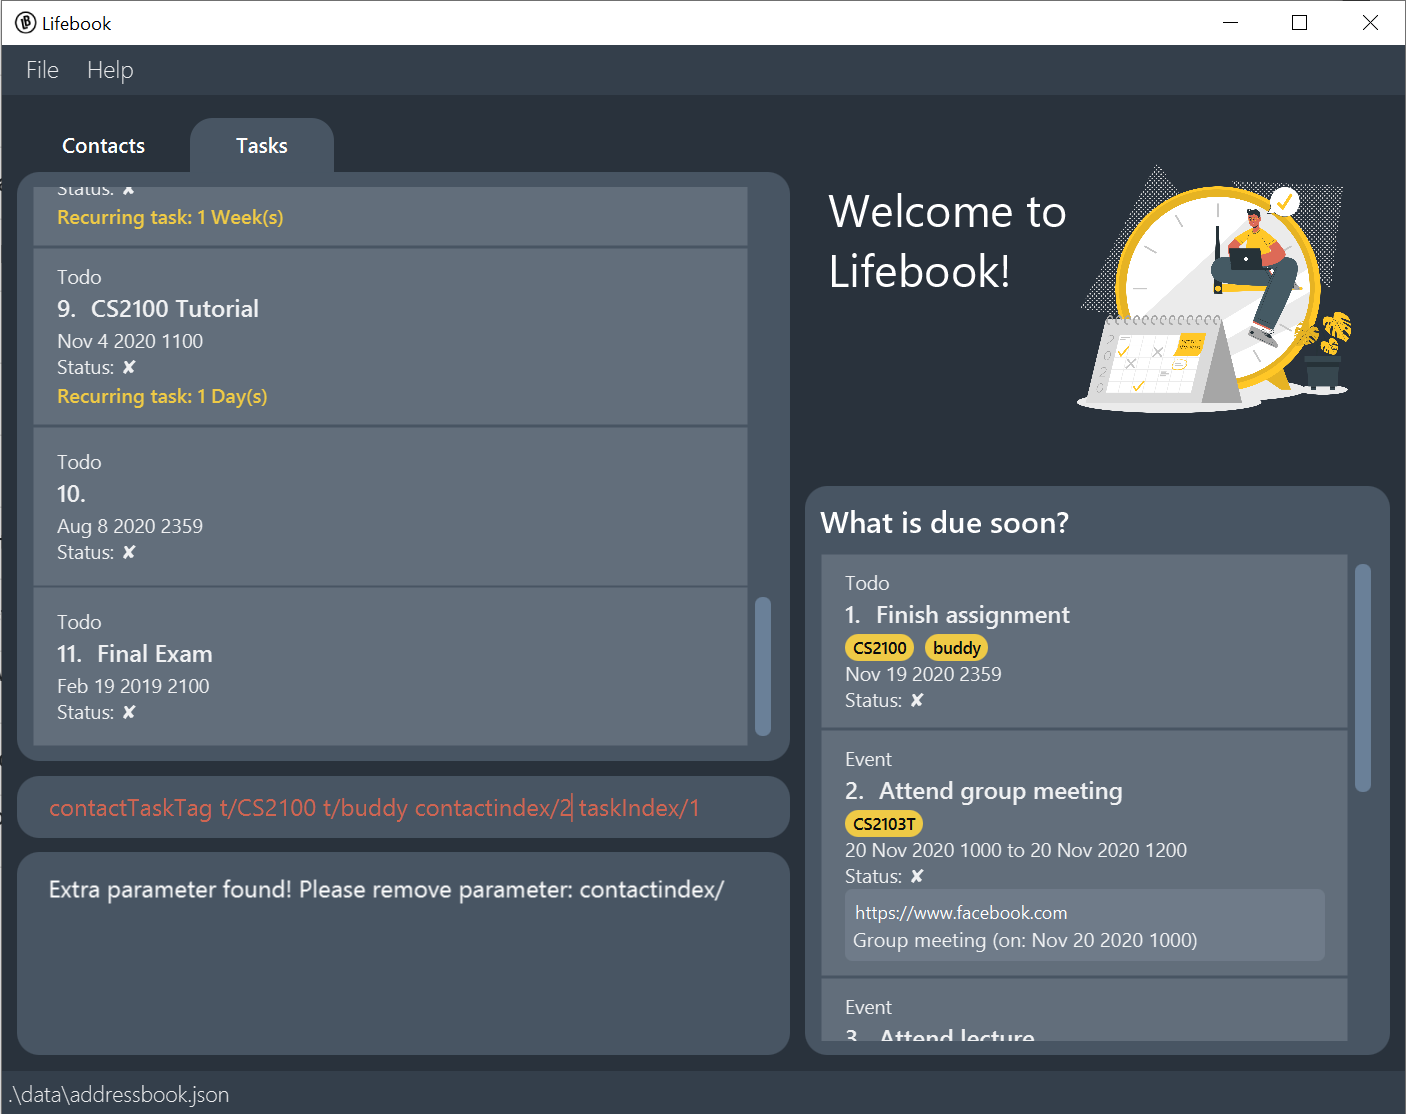 Lifebook
File Help
Contacts Tasks
Status: ✘
Recurring task: 1 Week(s)
Todo
9. CS2100 Tutorial
Nov 4 2020 1100
Status: ✘
Recurring task: 1 Day(s)
Todo
10.
Aug 8 2020 2359
Status: ✘
Todo
11. Final Exam
Feb 19 2019 2100
Status: ✘
contactTaskTag t/CS2100 t/buddy contactindex/2 taskIndex/1
Extra parameter found! Please remove parameter: contactindex/
Welcome to
Lifebook!
What is due soon?
Todo
1. Finish assignment
CS2100 buddy
Nov 19 2020 2359
Status: ✘
Event
2. Attend group meeting
CS2103T
20 Nov 2020 1000 to 20 Nov 2020 1200
Status: ✘
https://www.facebook.com
Group meeting (on: Nov 20 2020 1000)
Event
3. Attend lecture
.\data\addressbook.json